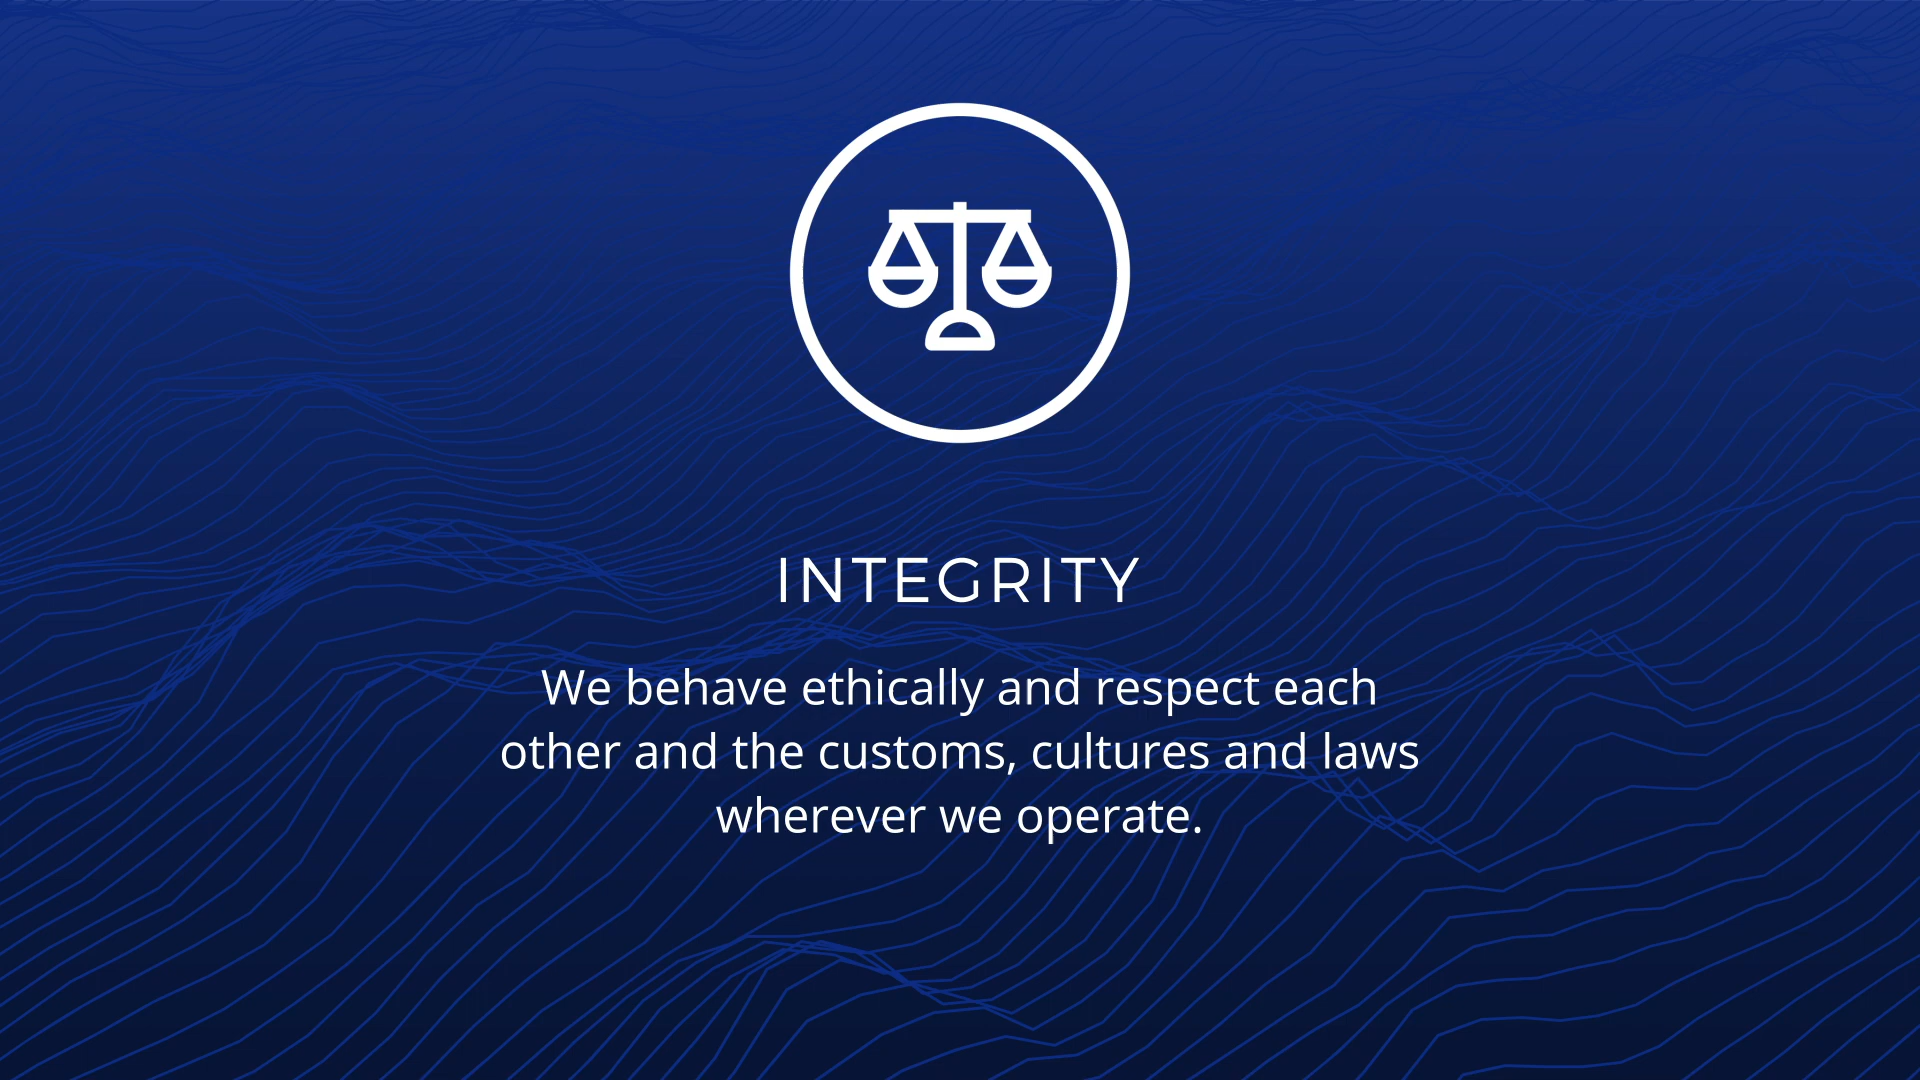 INTEGRITY
We behave ethically and respect each
other and the customs, cultures and laws
wherever we operate.